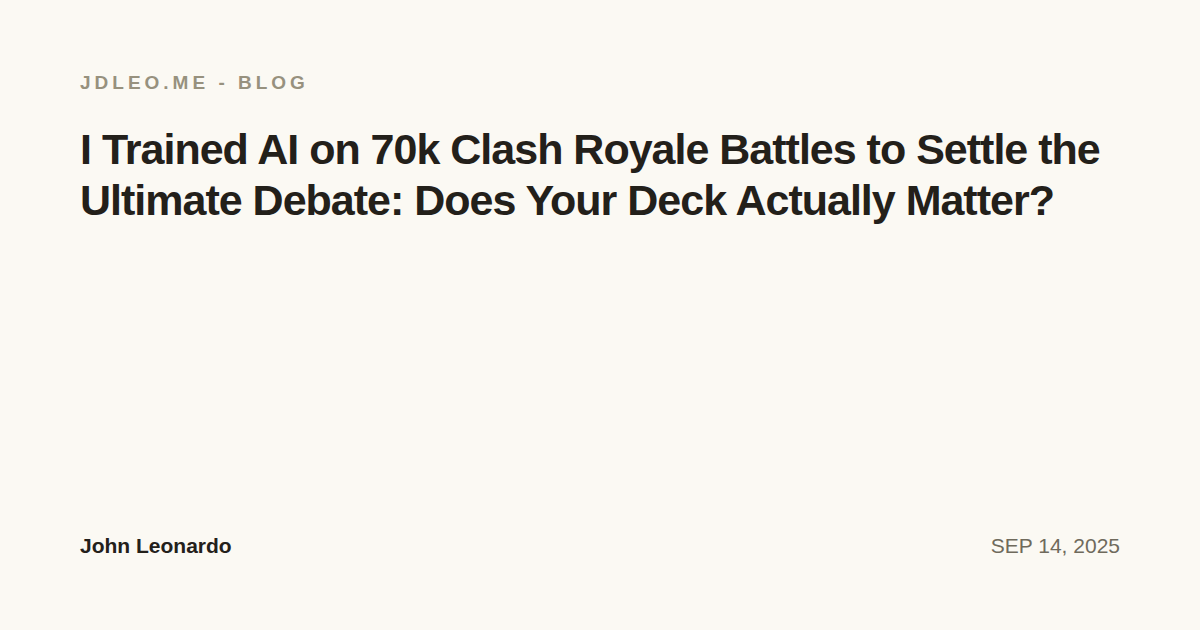 JDLEO.ME - BLOG
I Trained AI on 70k Clash Royale Battles to Settle the
Ultimate Debate: Does Your Deck Actually Matter?
John Leonardo
SEP 14, 2025